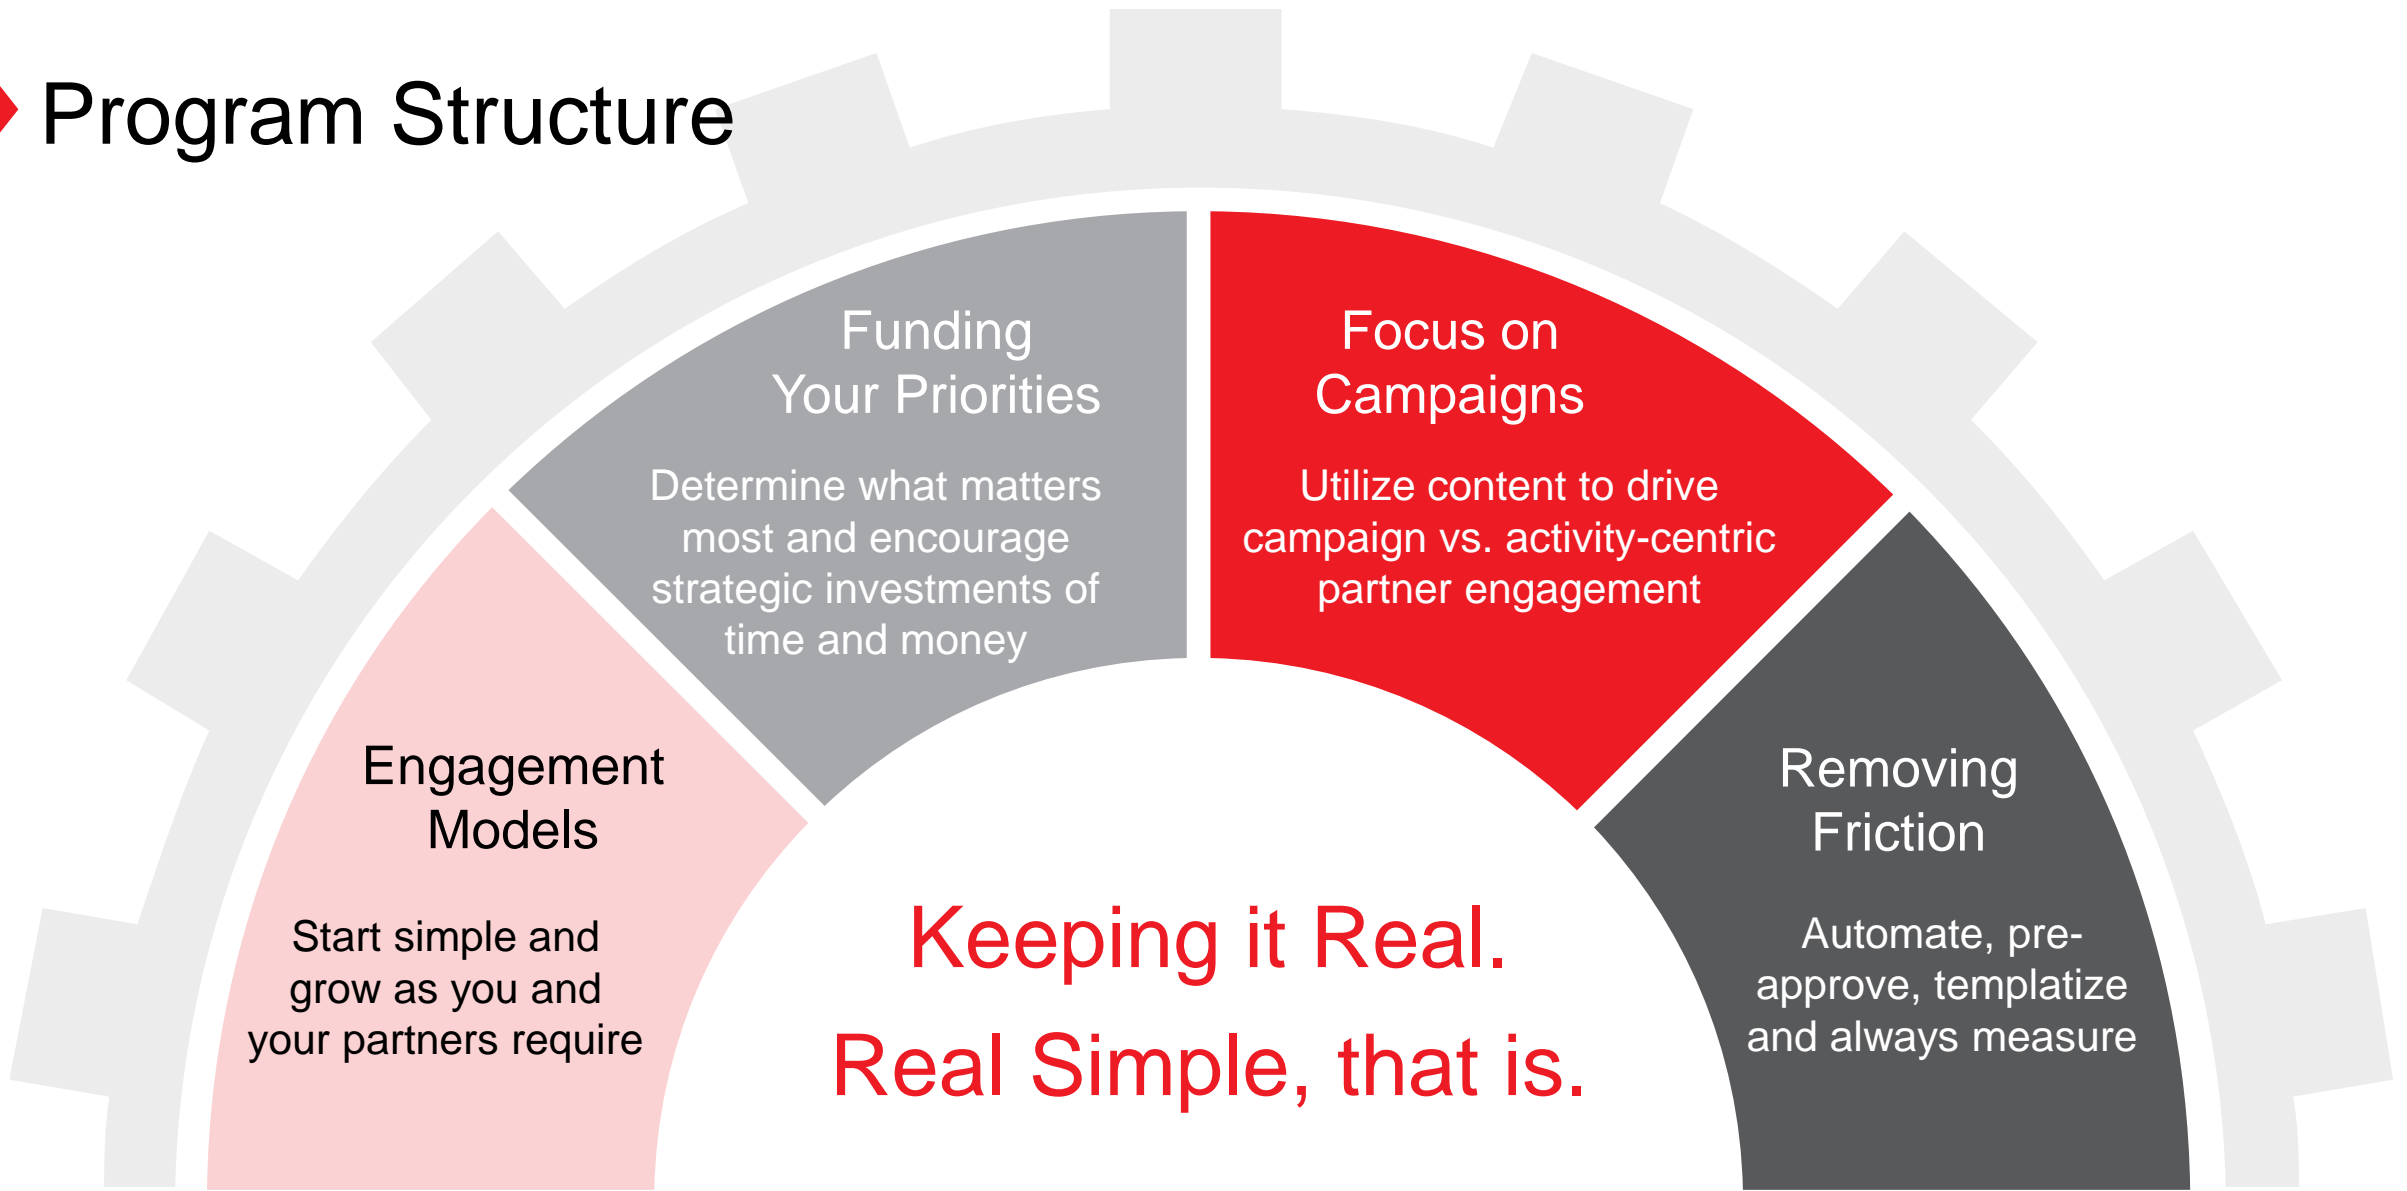 Program Structure
Funding
Your Priorities
Determine what matters
most and encourage
strategic investments of
time and money
Focus on
Campaigns
Utilize content to drive
campaign vs. activity-centric
partner engagement
Engagement
Models
Start simple and
grow as you and
your partners require
Removing
Friction
Automate, pre-
approve, templatize
and always measure
Keeping it Real.
Real Simple, that is.